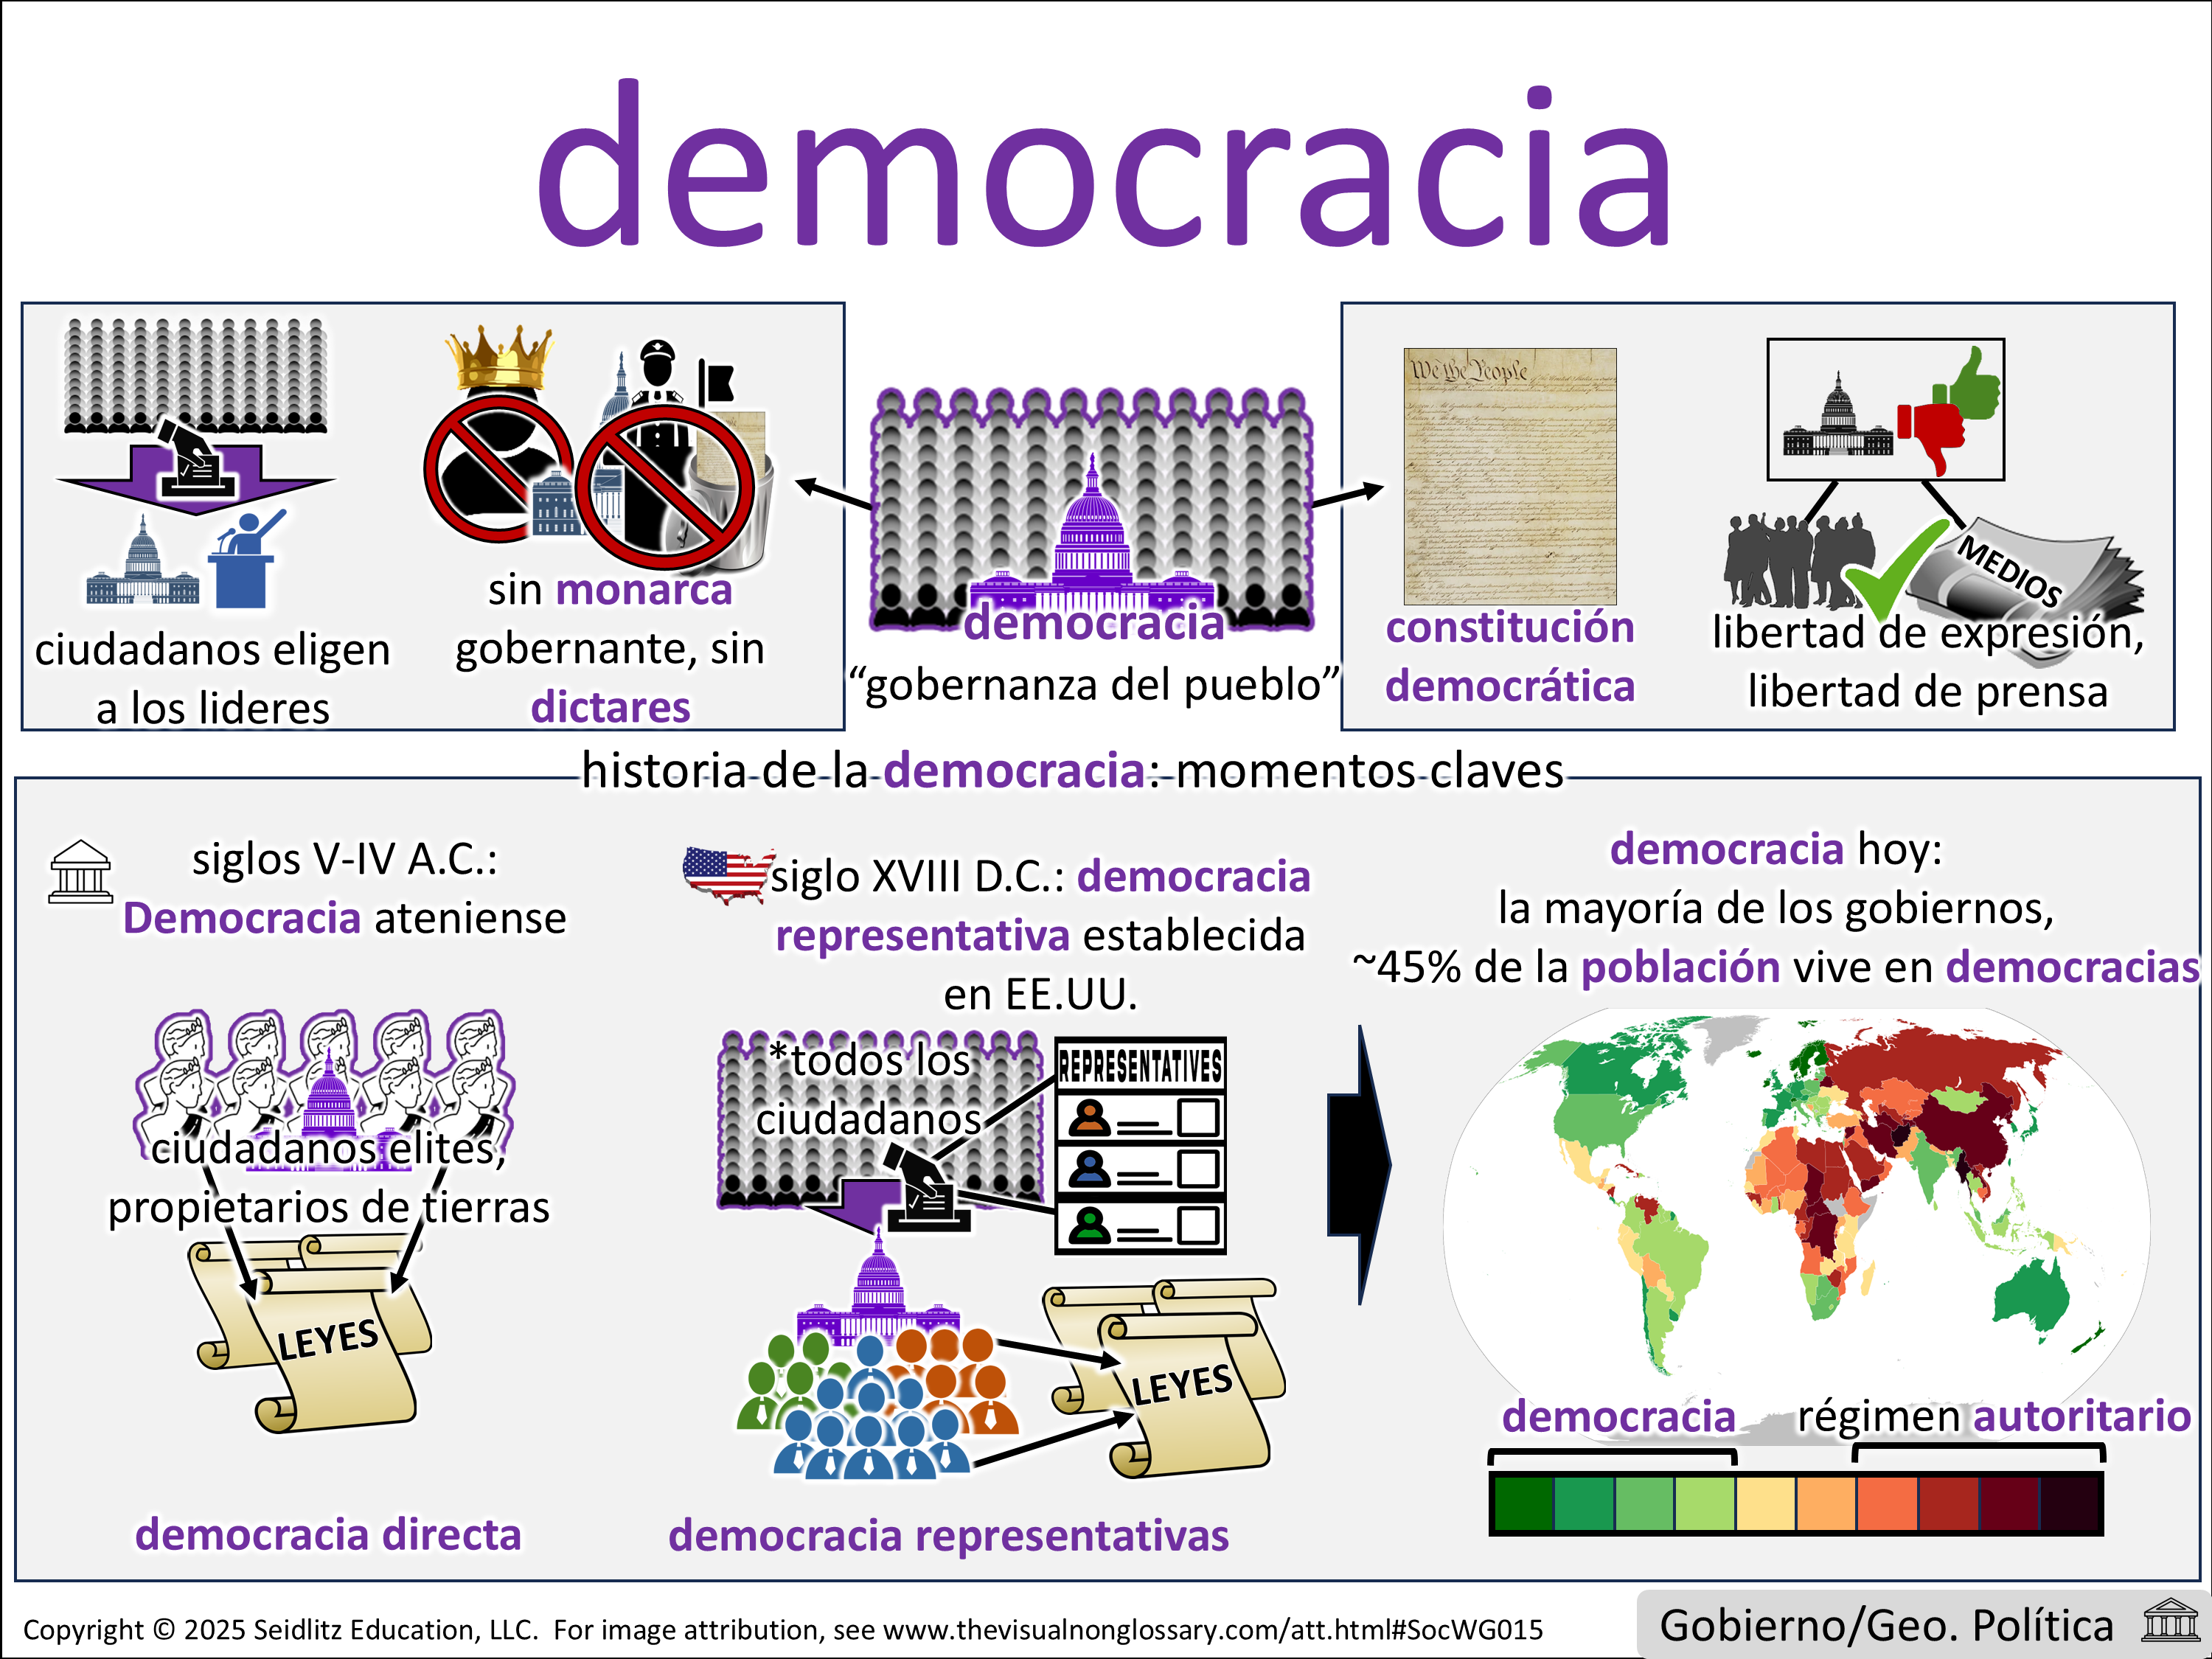 democracia
ciudadanos eligen
a los lideres
sin monarca
gobernante, sin
dictares
democracia
“gobernanza del pueblo”
We the People
constitución
democrática
MEDIOS
libertad de expresión,
libertad de prensa
historia de la democracia: momentos claves
siglos V-IV A.C.:
Democracia ateniense
ciudadanos elites,
propietarios de tierras
LEYES
democracia directa
siglo XVIII D.C.: democracia
representativa establecida
en EE.UU.
*todos los
ciudadanos
REPRESENTATIVES
LEYES
democracia representativas
democracia hoy:
la mayoría de los gobiernos,
~45% de la población vive en democracias
democracia
régimen autoritario
Copyright © 2025 Seidlitz Education, LLC.  For image attribution, see www.thevisualnonglossary.com/att.html#SocWG015
Gobierno/Geo. Política